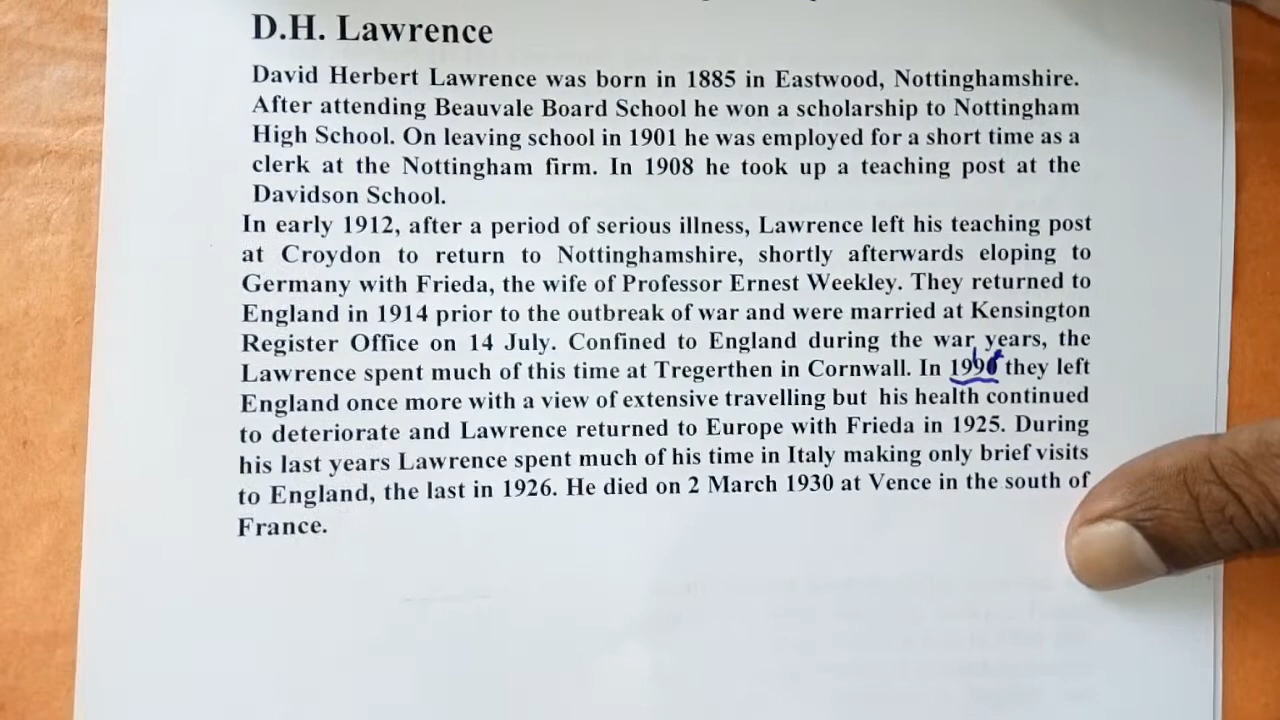 D.H. Lawrence
David Herbert Lawrence was born in 1885 in Eastwood, Nottinghamshire.
After attending Beauvale Board School he won a scholarship to Nottingham
High School. On leaving school in 1901 he was employed for a short time as a
clerk at the Nottingham firm. In 1908 he took up a teaching post at the
Davidson School.
In early 1912, after a period of serious illness, Lawrence left his teaching post
at Croydon to return to Nottinghamshire, shortly afterwards eloping to
Germany with Frieda, the wife of Professor Ernest Weekley. They returned to
England in 1914 prior to the outbreak of war and were married at Kensington
Register Office on 14 July. Confined to England during the war years, the
Lawrence spent much of this time at Tregerthen in Cornwall. In they left
England once more with a view of extensive travelling but his health continued
to deteriorate and Lawrence returned to Europe with Frieda in 1925. During
his last years Lawrence spent much of his time in Italy making only brief visits
to England, the last in 1926. He died on 2 March 1930 at Vence in the south of
France.